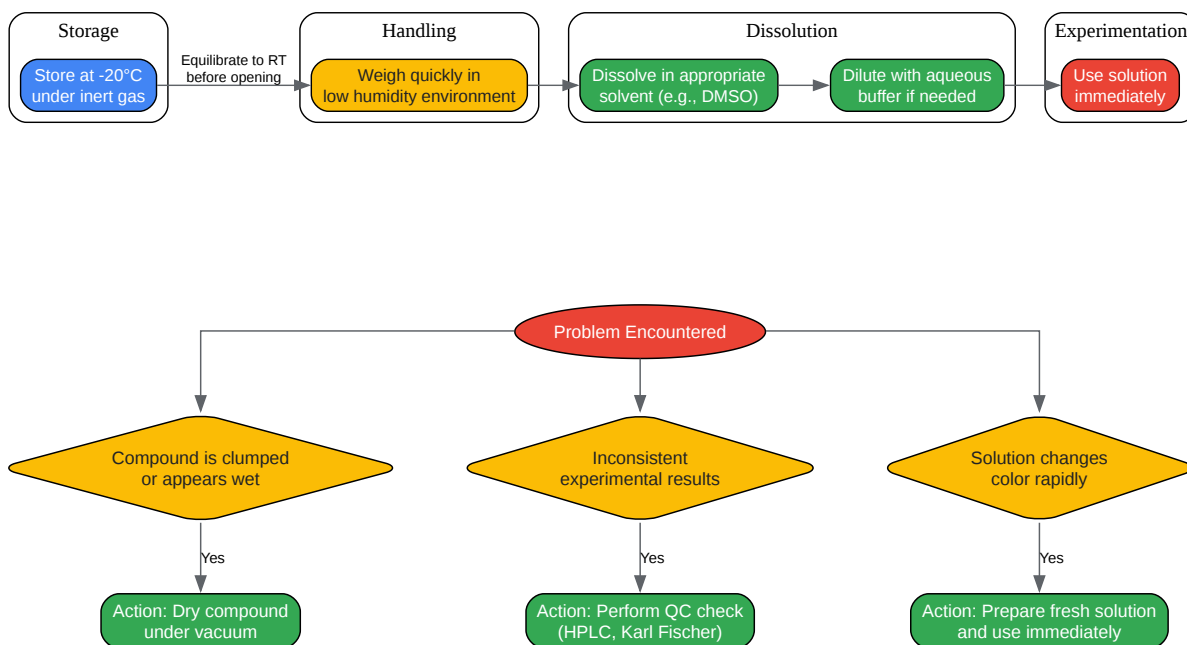 Storage
Handling
Dissolution
Experimentation
Equilibrate to RT
before opening
Store at -20°C
under inert gas
Weigh quickly in
low humidity environment
Dissolve in appropriate
solvent (e.g., DMSO)
Dilute with aqueous
buffer if needed
Use solution
immediately
Problem Encountered
Compound is clumped
or appears wet
Inconsistent
experimental results
Solution changes
color rapidly
Yes
Yes
Yes
Action: Dry compound
under vacuum
Action: Perform QC check
(HPLC, Karl Fischer)
Action: Prepare fresh solution
and use immediately